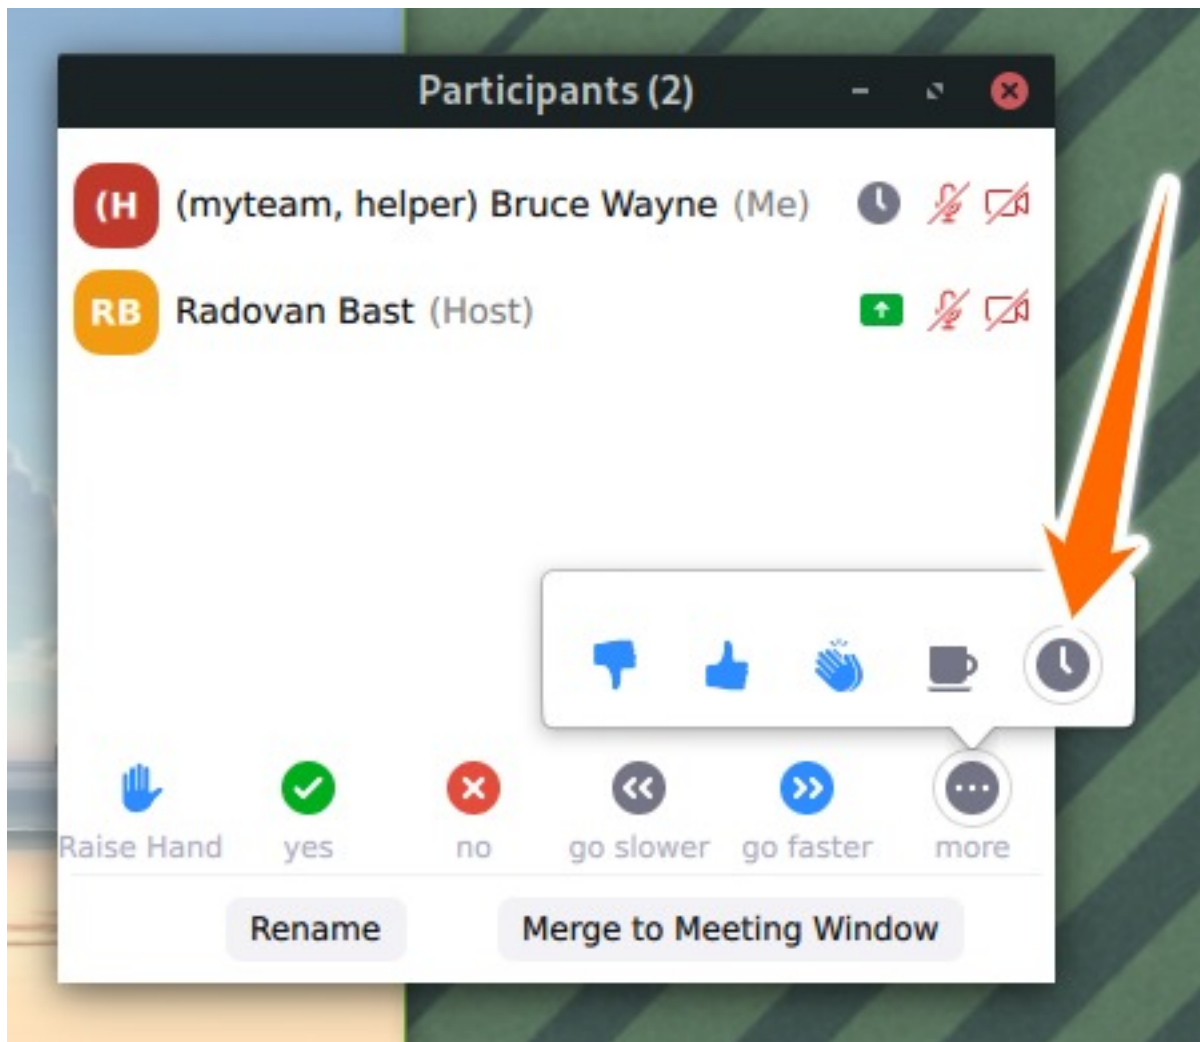 Participants (2)
(H (myteam, helper) Bruce Wayne (Me)
RB Radovan Bast (Host)
Raise Hand yes no go slower go faster more
Rename Merge to Meeting Window